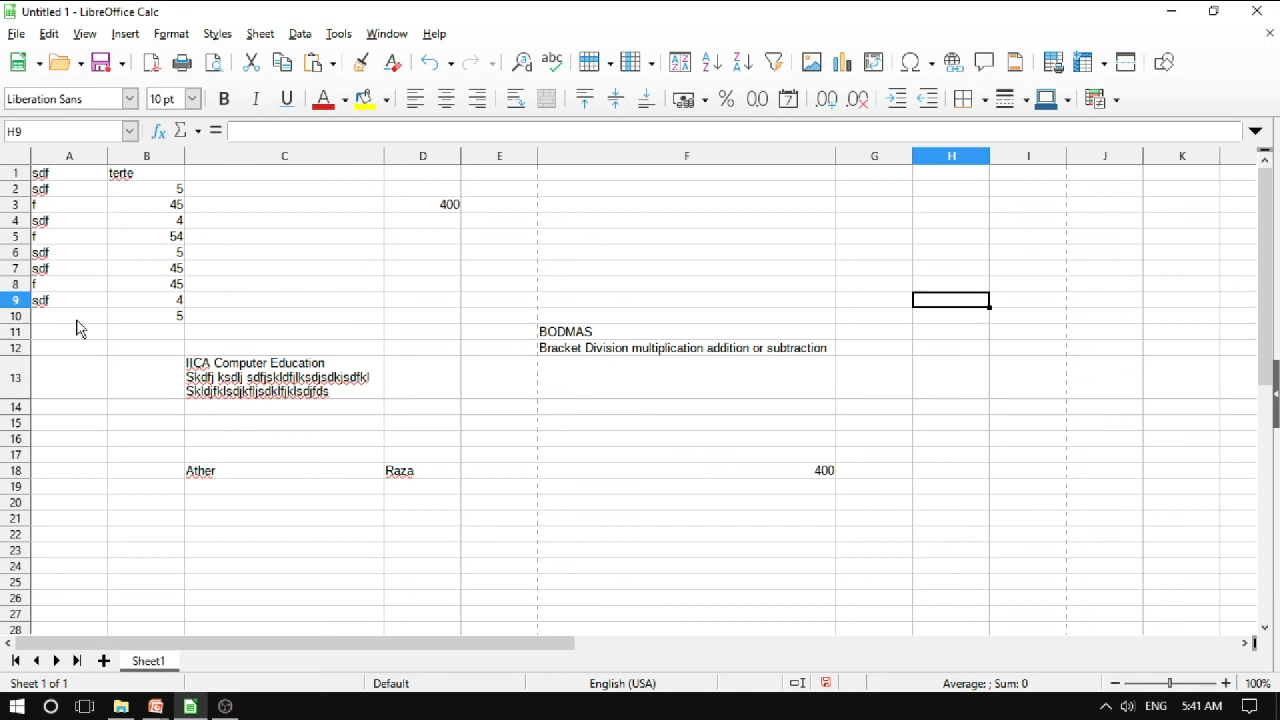 Untitled 1 - LibreOffice Calc
File Edit View Insert Format Styles Sheet Data Tools Window Help
Liberation Sans 10 pt
H9
A B C D E F G H I J K
1 sdf terte
2 sdf 5
3 f 45 400
4 sdf 4
5 f 54
6 sdf 5
7 sdf 45
8 f 45
9 sdf 4
10 5
11 BODMAS
12 Bracket Division multiplication addition or subtraction
IICA Computer Education
13 Skdfj ksdlj sdfjskldfjlksdjsdkjsdfkl
Skldjfklsdjkfljsdklfjklsdjfds
14
15
16
17
18 Ather Raza 400
19
20
21
22
23
24
25
26
27
28
Sheet1
Sheet 1 of 1 Default English (USA) Average: ; Sum: 0 100%
ENG 5:41 AM